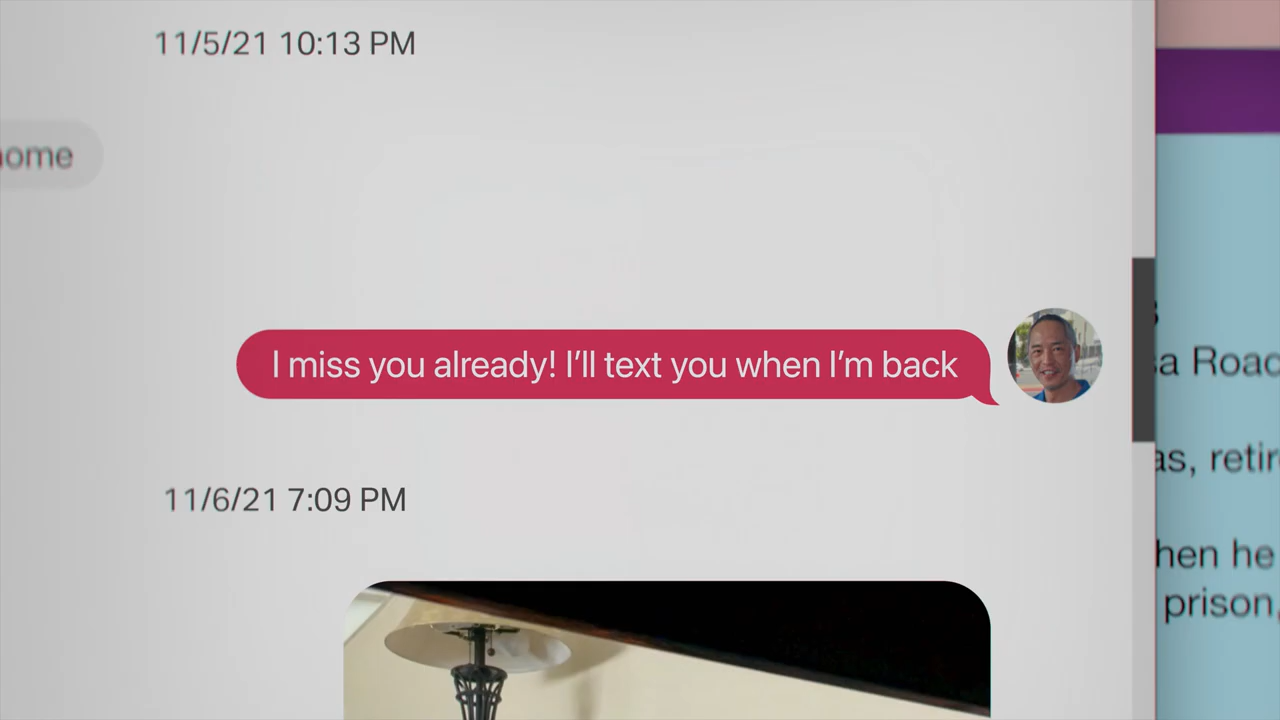 11/5/21 10:13 PM
ome
I miss you already! I'll text you when I'm back
11/6/21 7:09 PM
sa Road
as, retir
hen he
prison,